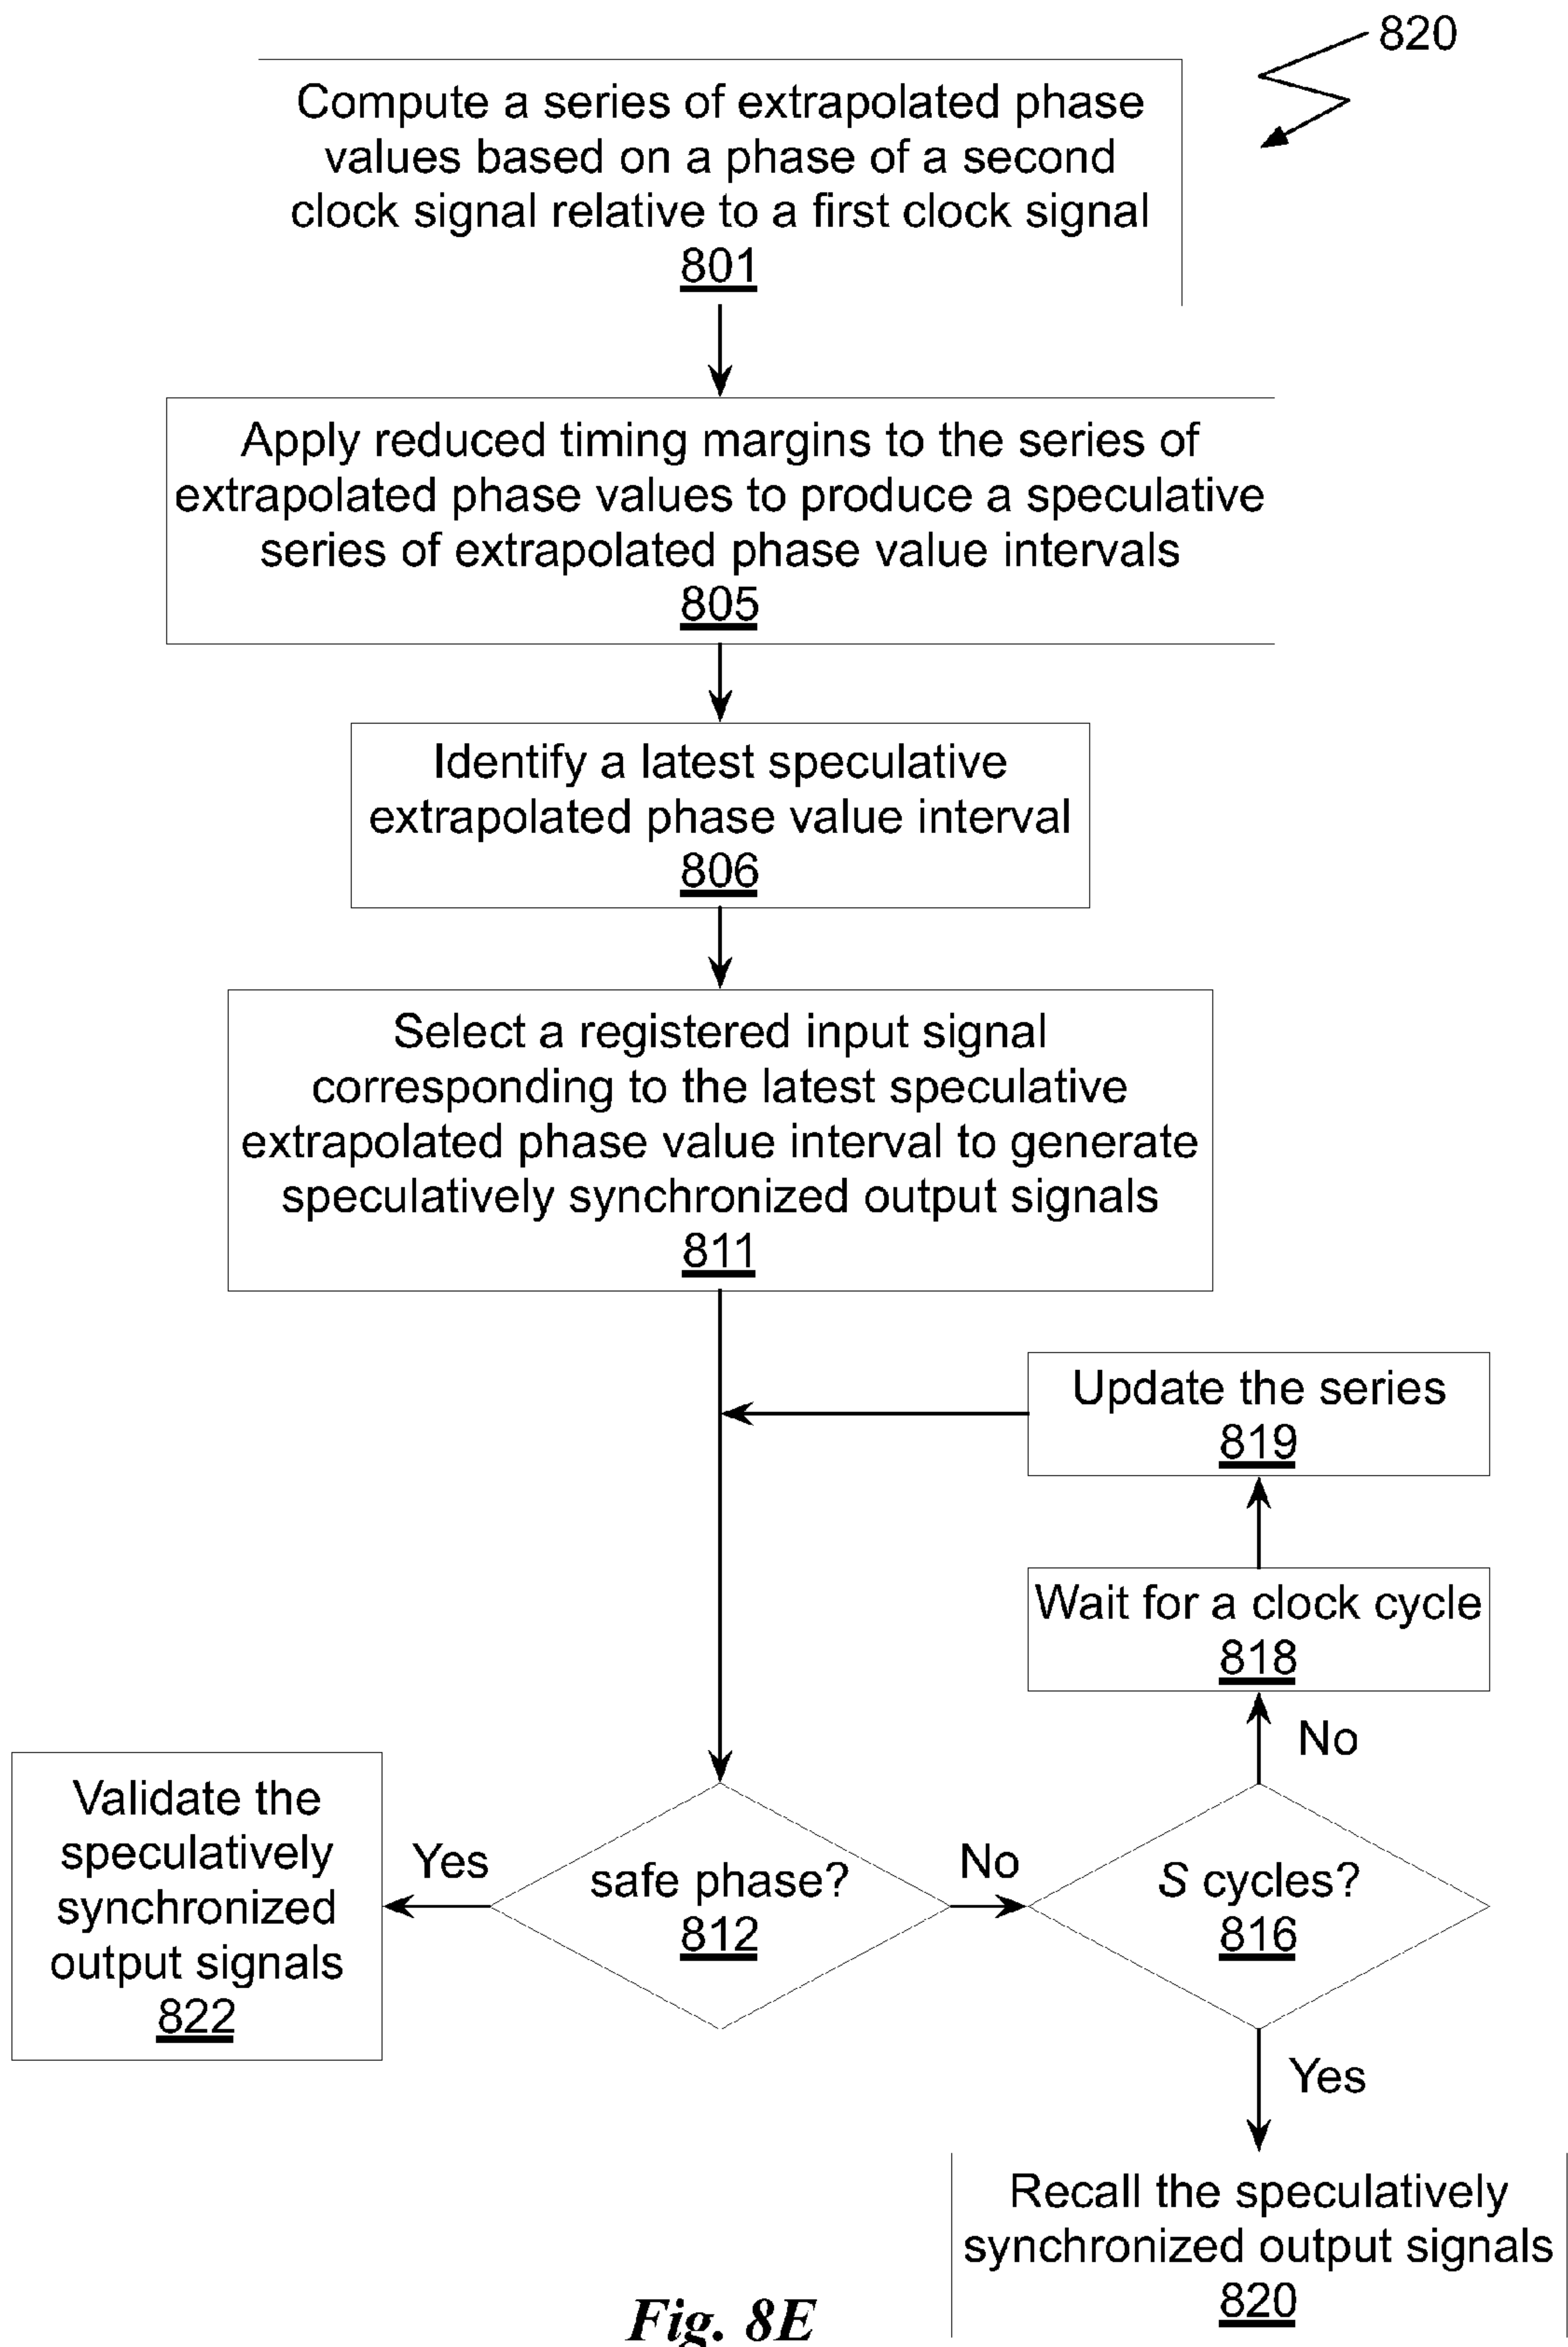 820
Compute a series of extrapolated phase
values based on a phase of a second
clock signal relative to a first clock signal
801
Apply reduced timing margins to the series of
extrapolated phase values to produce a speculative
series of extrapolated phase value intervals
805
Identify a latest speculative
extrapolated phase value interval
806
Select a registered input signal
corresponding to the latest speculative
extrapolated phase value interval to generate
speculatively synchronized output signals
811
Update the series
819
Wait for a clock cycle
818
No
Validate the
speculatively
synchronized
output signals
822
Yes
safe phase?
812
No
S cycles?
816
Yes
Recall the speculatively
synchronized output signals
820
Fig. 8E